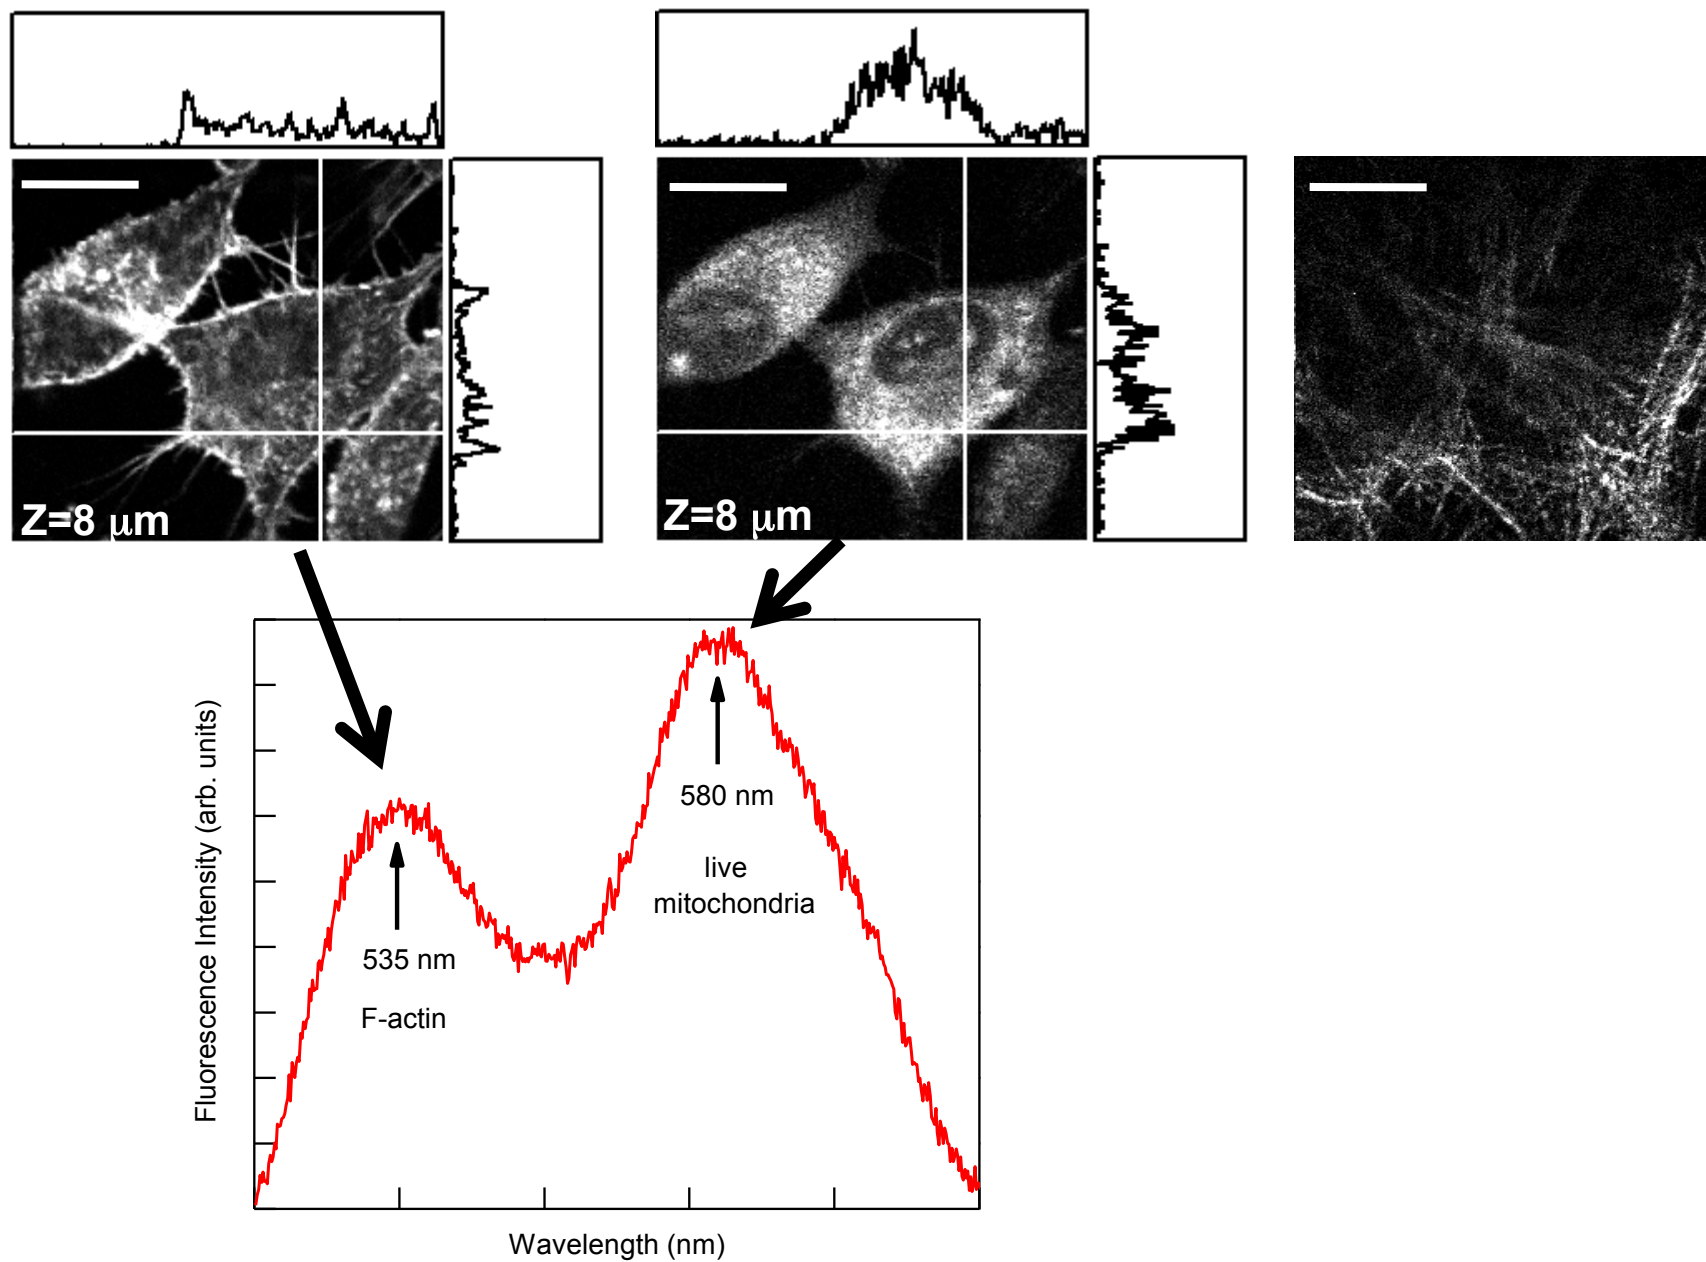 Z=8 μm
Z=8 μm
Fluorescence Intensity (arb. units)
580 nm
live
mitochondria
535 nm
F-actin
Wavelength (nm)